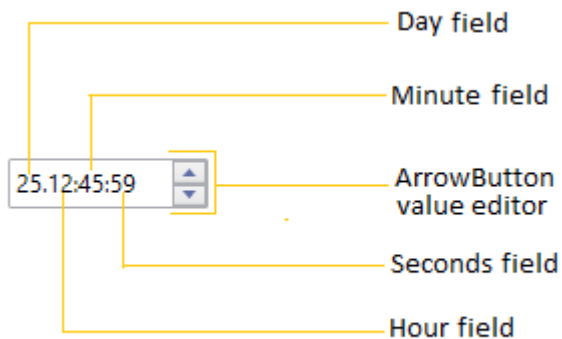 Day field
Minute field
25.12:45:59
ArrowButton
value editor
Seconds field
Hour field